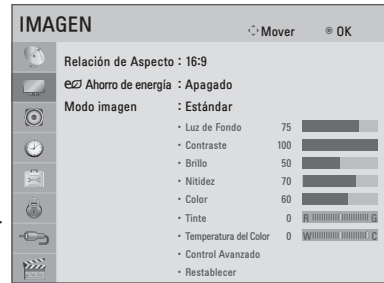 IMAGEN Mover OK
Relación de Aspecto : 16:9
Ahorro de energía : Apagado
Modo imagen : Estándar
• Luz de Fondo 75
• Contraste 100
• Brillo 50
• Nitidez 70
• Color 60
• Tinte 0 R G
• Temperatura del Color 0 W C
• Control Avanzado
• Restablecer